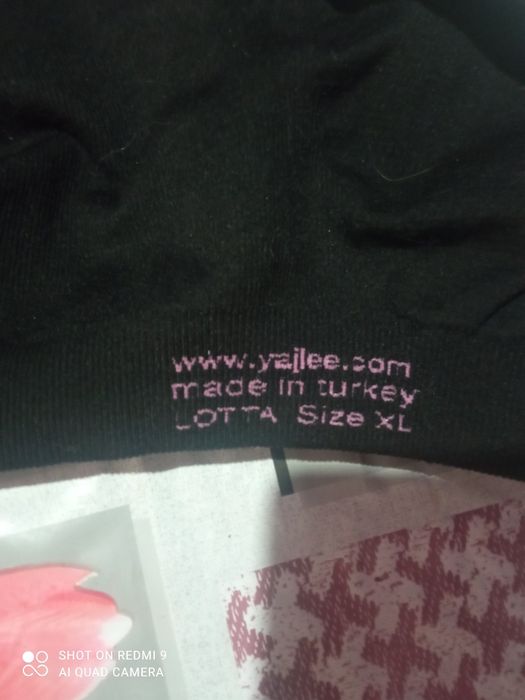 www.yajlee.com
made in turkey
LOTTA Size XL
SHOT ON REDMI 9
AI QUAD CAMERA